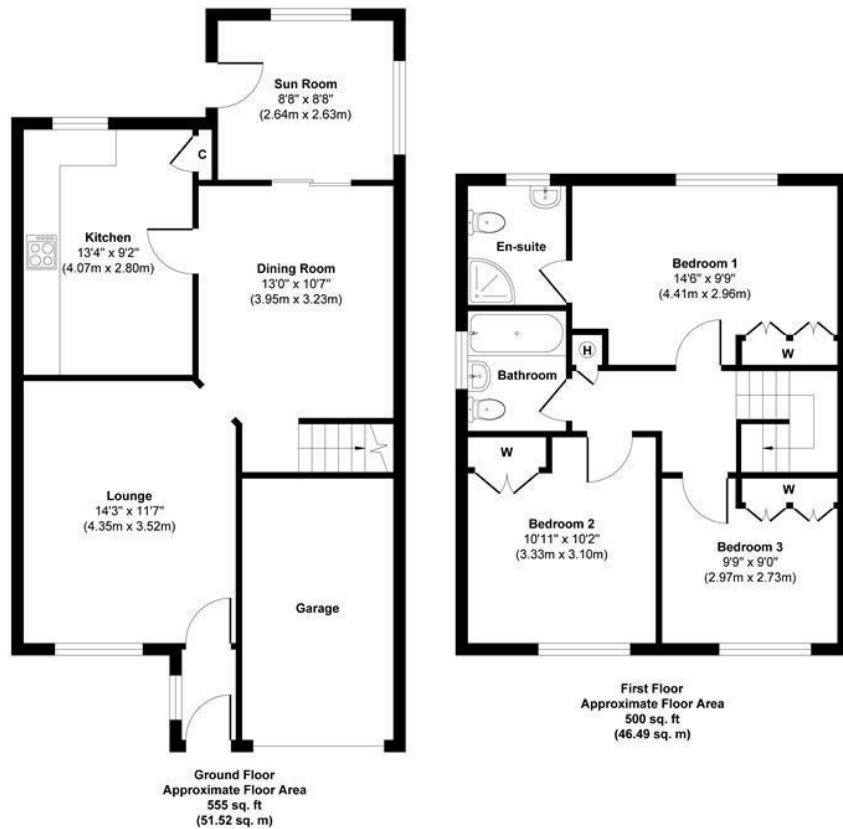 Sun Room
8'8" x 8'8"
(2.64m x 2.63m)
C
Kitchen
13'4" x 9'2"
(4.07m x 2.80m)
Dining Room
13'0" x 10'7"
(3.95m x 3.23m)
Lounge
14'3" x 11'7"
(4.35m x 3.52m)
Garage
Ground Floor
Approximate Floor Area
555 sq. ft
(51.52 sq. m)
En-suite
Bedroom 1
14'6" x 9'9"
(4.41m x 2.96m)
W
H
Bathroom
W
Bedroom 2
10'11" x 10'2"
(3.33m x 3.10m)
W
Bedroom 3
9'9" x 9'0"
(2.97m x 2.73m)
First Floor
Approximate Floor Area
500 sq. ft
(46.49 sq. m)